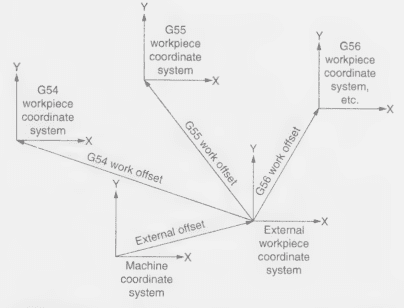 Y
G55
workpiece
coordinate
system
X
Y
G56
workpiece
coordinate
system,
etc.
X
Y
G54
workpiece
coordinate
system
X
G54 work offset
G55 work offset
G56 work offset
Y
External
workpiece
coordinate
system
X
Y
External offset
X
Machine
coordinate
system